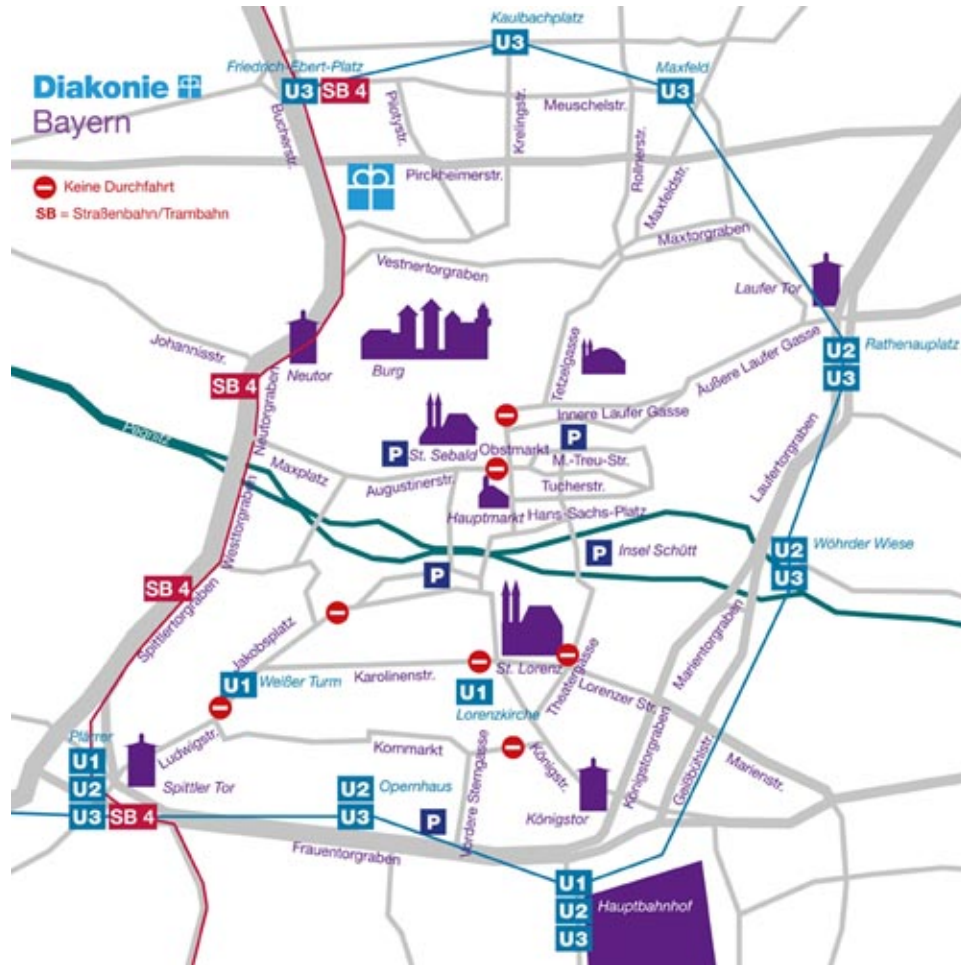 Kaulbachplatz
U3
Friedrich-Ebert-Platz
U3
SB 4
Maxfeld
U3
Diakonie
Bayern
Bucherstr.
Pilotystr.
Krelingstr.
Meuschelstr.
Rollnerstr.
Maxfeldstr.
Pirckheimerstr.
Keine Durchfahrt
SB = Straßenbahn/Trambahn
Maxtorgraben
Vestnertorgraben
Laufer Tor
Johannisstr.
Neutor
Burg
Tetzelgasse
Äußere Laufer Gasse
U2
U3
Rathenauplatz
SB 4
Neutorgraben
Innere Laufer Gasse
Pegnitz
P
St. Sebald
Obstmarkt
P
M.-Treu-Str.
Maxplatz
Augustinerstr.
Tucherstr.
Laufertorgraben
Hauptmarkt
Hans-Sachs-Platz
Westtorgraben
P
P
Insel Schütt
U2
U3
Wöhrder Wiese
SB 4
Spittlertorgraben
Jakobsplatz
St. Lorenz
Marientorgraben
U1
Weißer Turm
Karolinenstr.
U1
Lorenzkirche
Theatergasse
Lorenzer Str.
Plärrer
U1
U2
U3
SB 4
Ludwigstr.
Spittler Tor
Kornmarkt
Königstr.
Königstorgraben
Geißbühlstr.
Marienstr.
U2
U3
Opernhaus
P
Vordere Sterngasse
Königstor
Frauentorgraben
U1
U2
U3
Hauptbahnhof